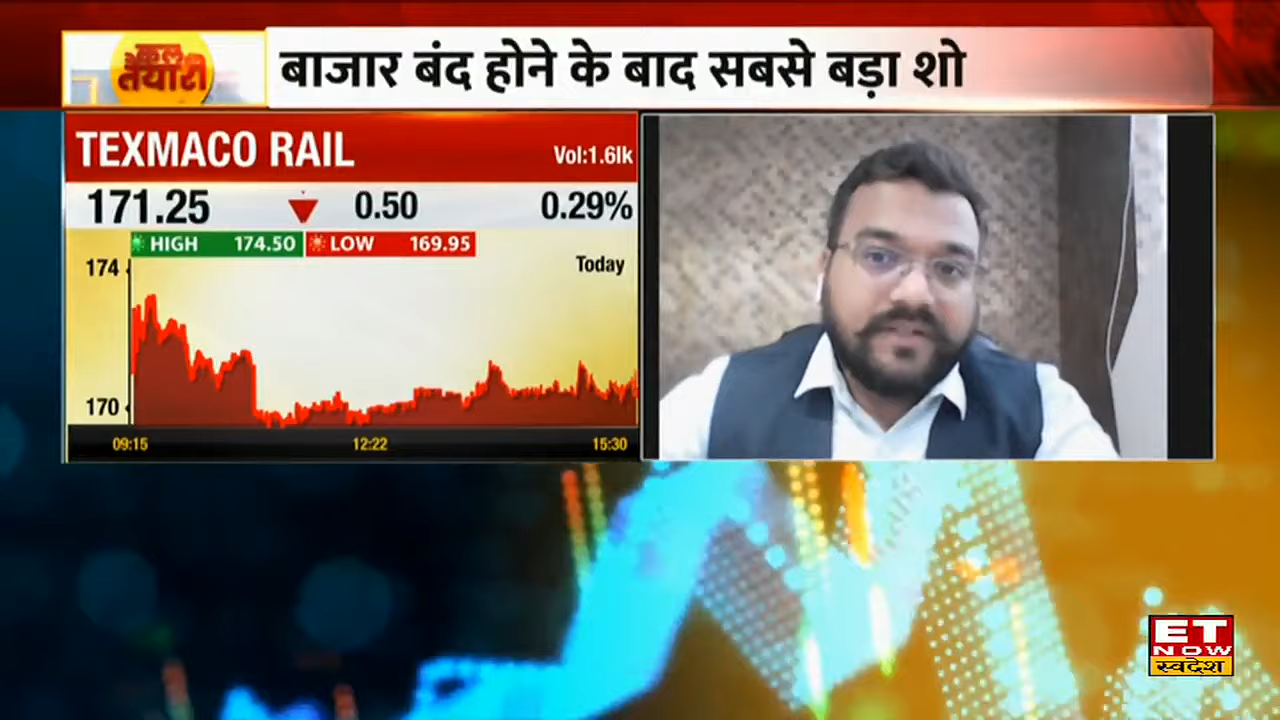 कल की तैयारी
बाजार बंद होने के बाद सबसे बड़ा शो
TEXMACO RAIL Vol:1.6lk
171.25 0.50 0.29%
HIGH 174.50 LOW 169.95
Today
174
170
09:15 12:22 15:30
ET
NOW
स्वदेश